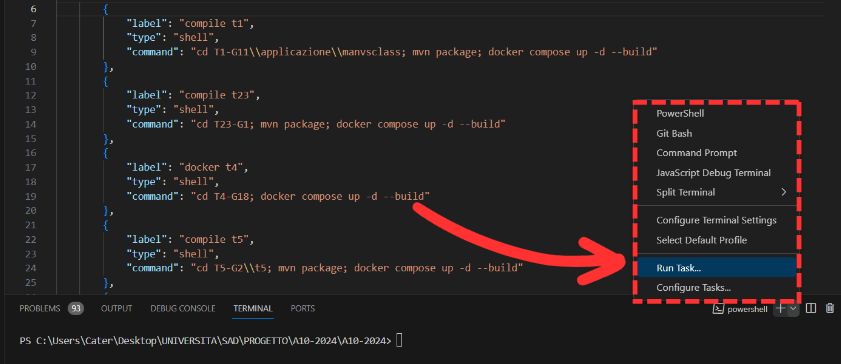 6 {
7 "label": "compile t1",
8 "type": "shell",
9 "command": "cd T1-G11\\applicazione\\manvsclass; mvn package; docker compose up -d --build"
10 },
11 {
12 "label": "compile t23",
13 "type": "shell",
14 "command": "cd T23-G1; mvn package; docker compose up -d --build"
15 },
16 {
17 "label": "docker t4",
18 "type": "shell",
19 "command": "cd T4-G18; docker compose up -d --build"
20 },
21 {
22 "label": "compile t5",
23 "type": "shell",
24 "command": "cd T5-G2\\t5; mvn package; docker compose up -d --build"
25 },
PowerShell
Git Bash
Command Prompt
JavaScript Debug Terminal
Split Terminal
Configure Terminal Settings
Select Default Profile
Run Task...
Configure Tasks...
PROBLEMS 93 OUTPUT DEBUG CONSOLE TERMINAL PORTS powershell
PS C:\Users\Cater\Desktop\UNIVERSITA\SAD\PROGETTO\A10-2024\A10-2024>